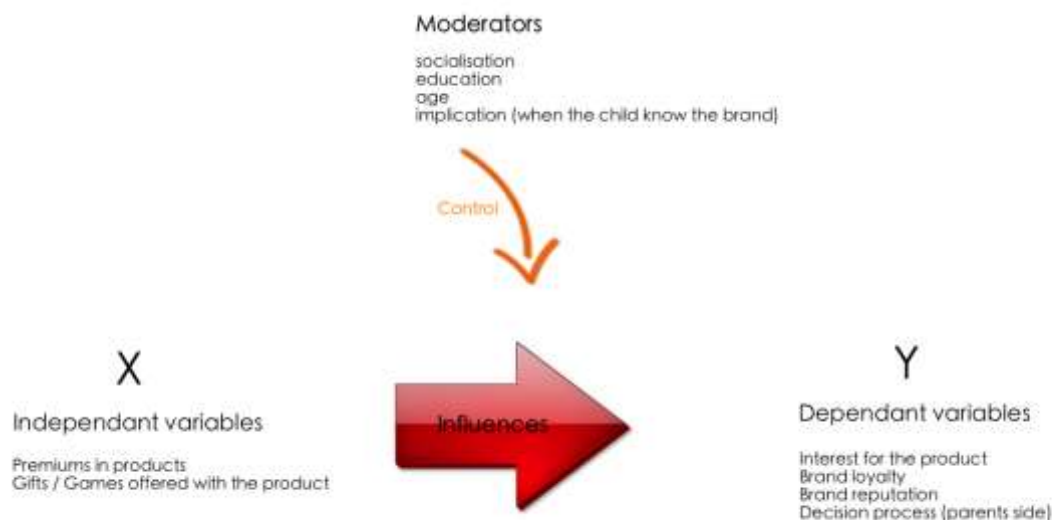 Moderators
socialisation
education
age
implication (when the child know the brand)
Control
X
Independant variables
Premiums in products
Gifts / Games offered with the product
Influences
Y
Dependant variables
Interest for the product
Brand loyalty
Brand reputation
Decision process (parents side)